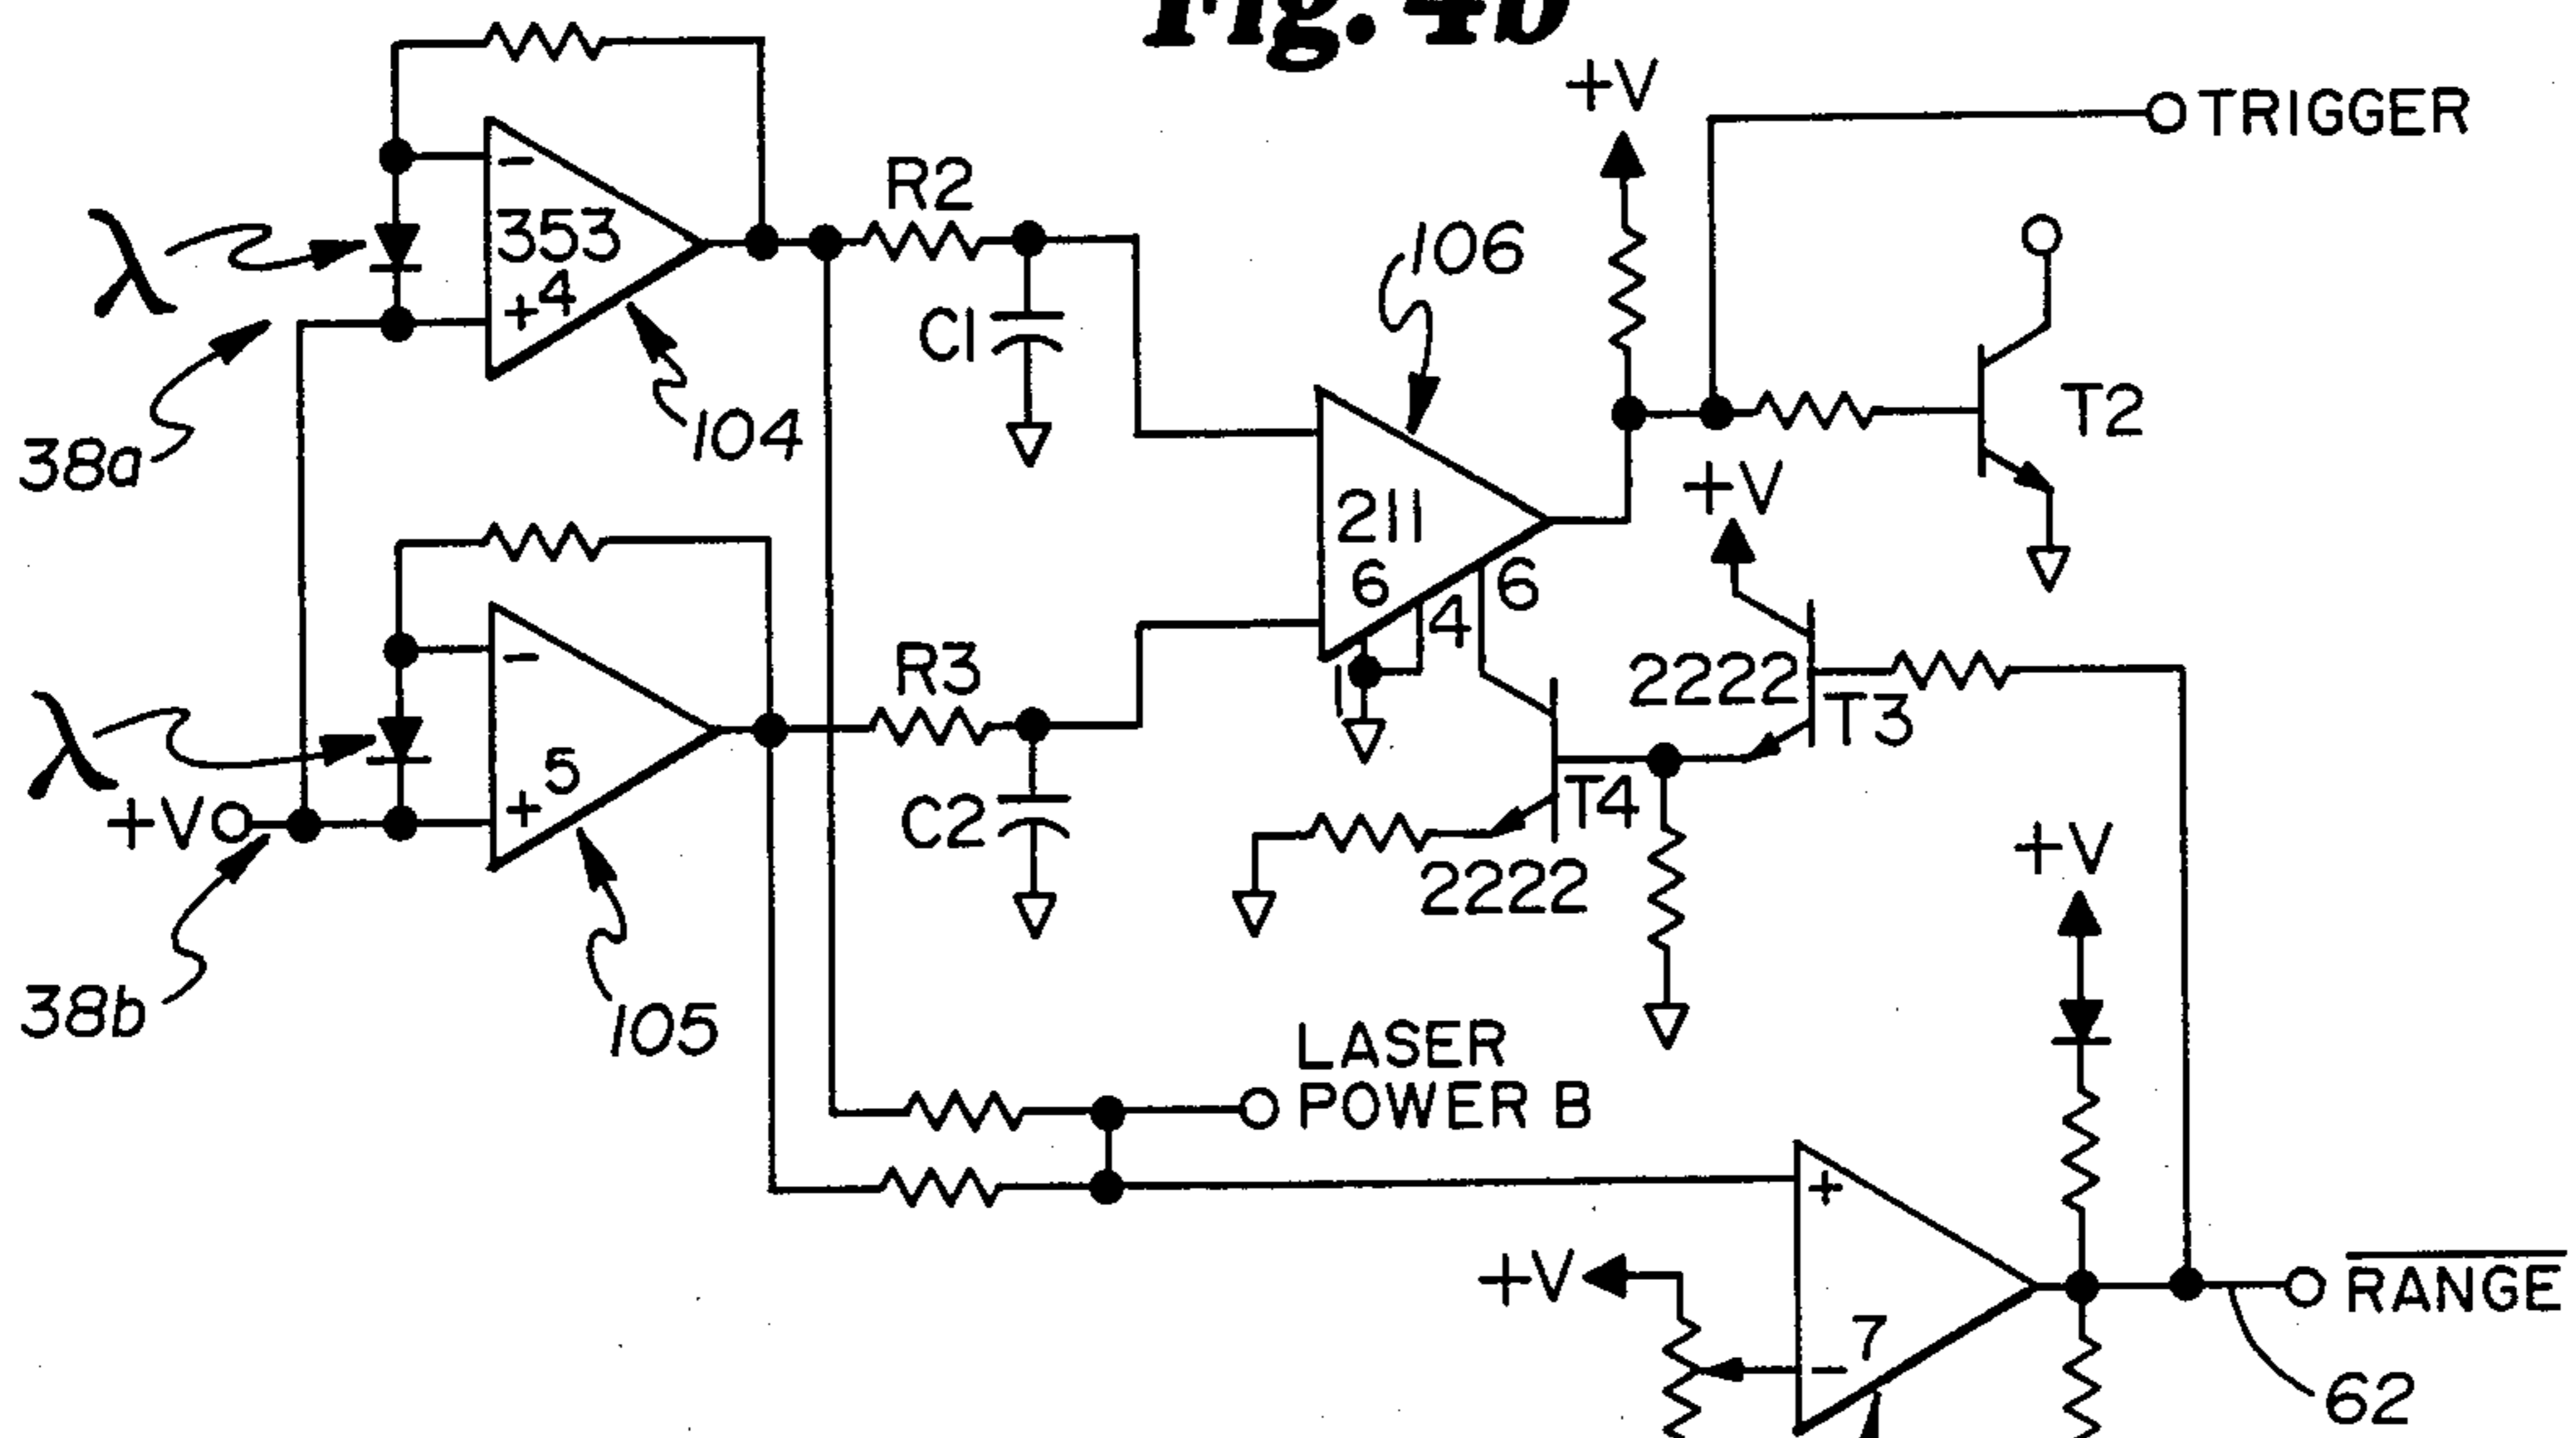 Fig. 4b
+V
TRIGGER
R2
λ
353
106
+4
C1
T2
104
38a
+V
211
6
6
4
R3
2222
1
T3
λ
5
T4
+V
+
C2
+V
2222
38b
105
LASER
POWER B
+
+V
RANGE
7
62